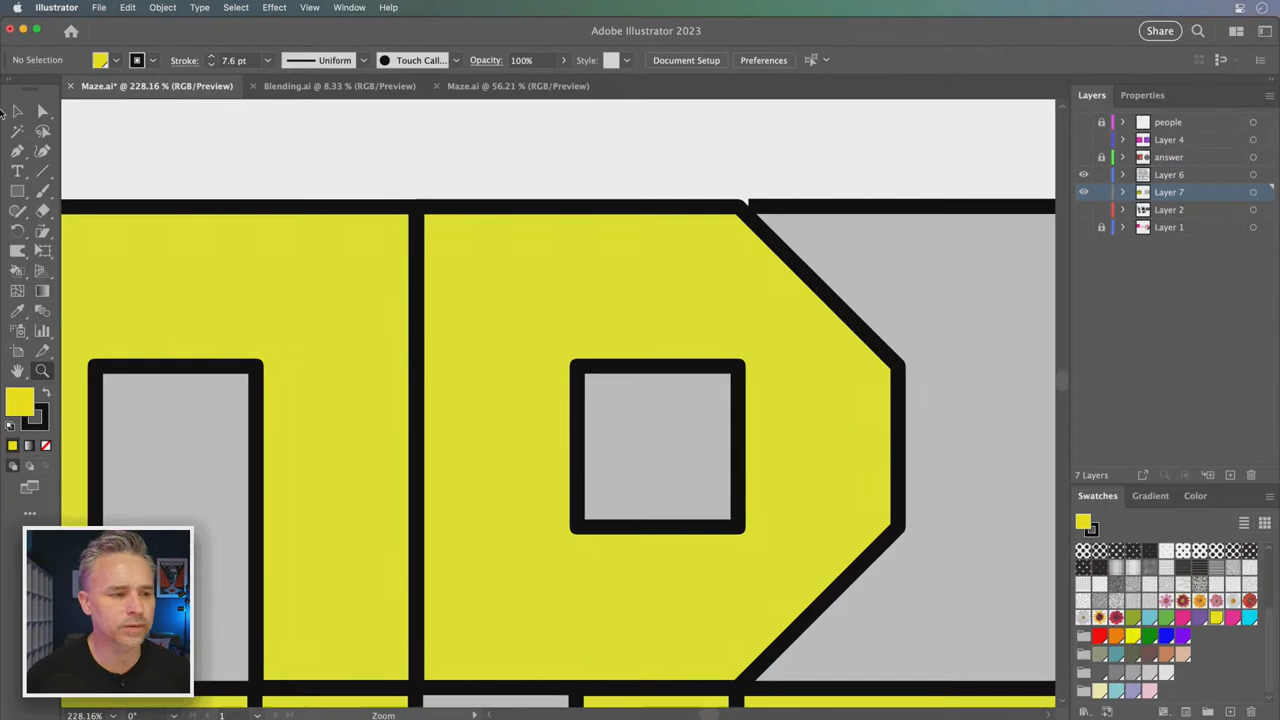 Illustrator File Edit Object Type Select Effect View Window Help
Adobe Illustrator 2023
Share
No Selection
Stroke: 7.6 pt
Uniform
Touch Call...
Opacity: 100%
Style:
Document Setup
Preferences
Maze.ai* @ 228.16 % (RGB/Preview)
Blending.ai @ 8.33 % (RGB/Preview)
Maze.ai @ 56.21 % (RGB/Preview)
Layers Properties
people
Layer 4
answer
Layer 6
Layer 7
Layer 2
Layer 1
7 Layers
Swatches Gradient Color
228.16% 0° 1 Zoom